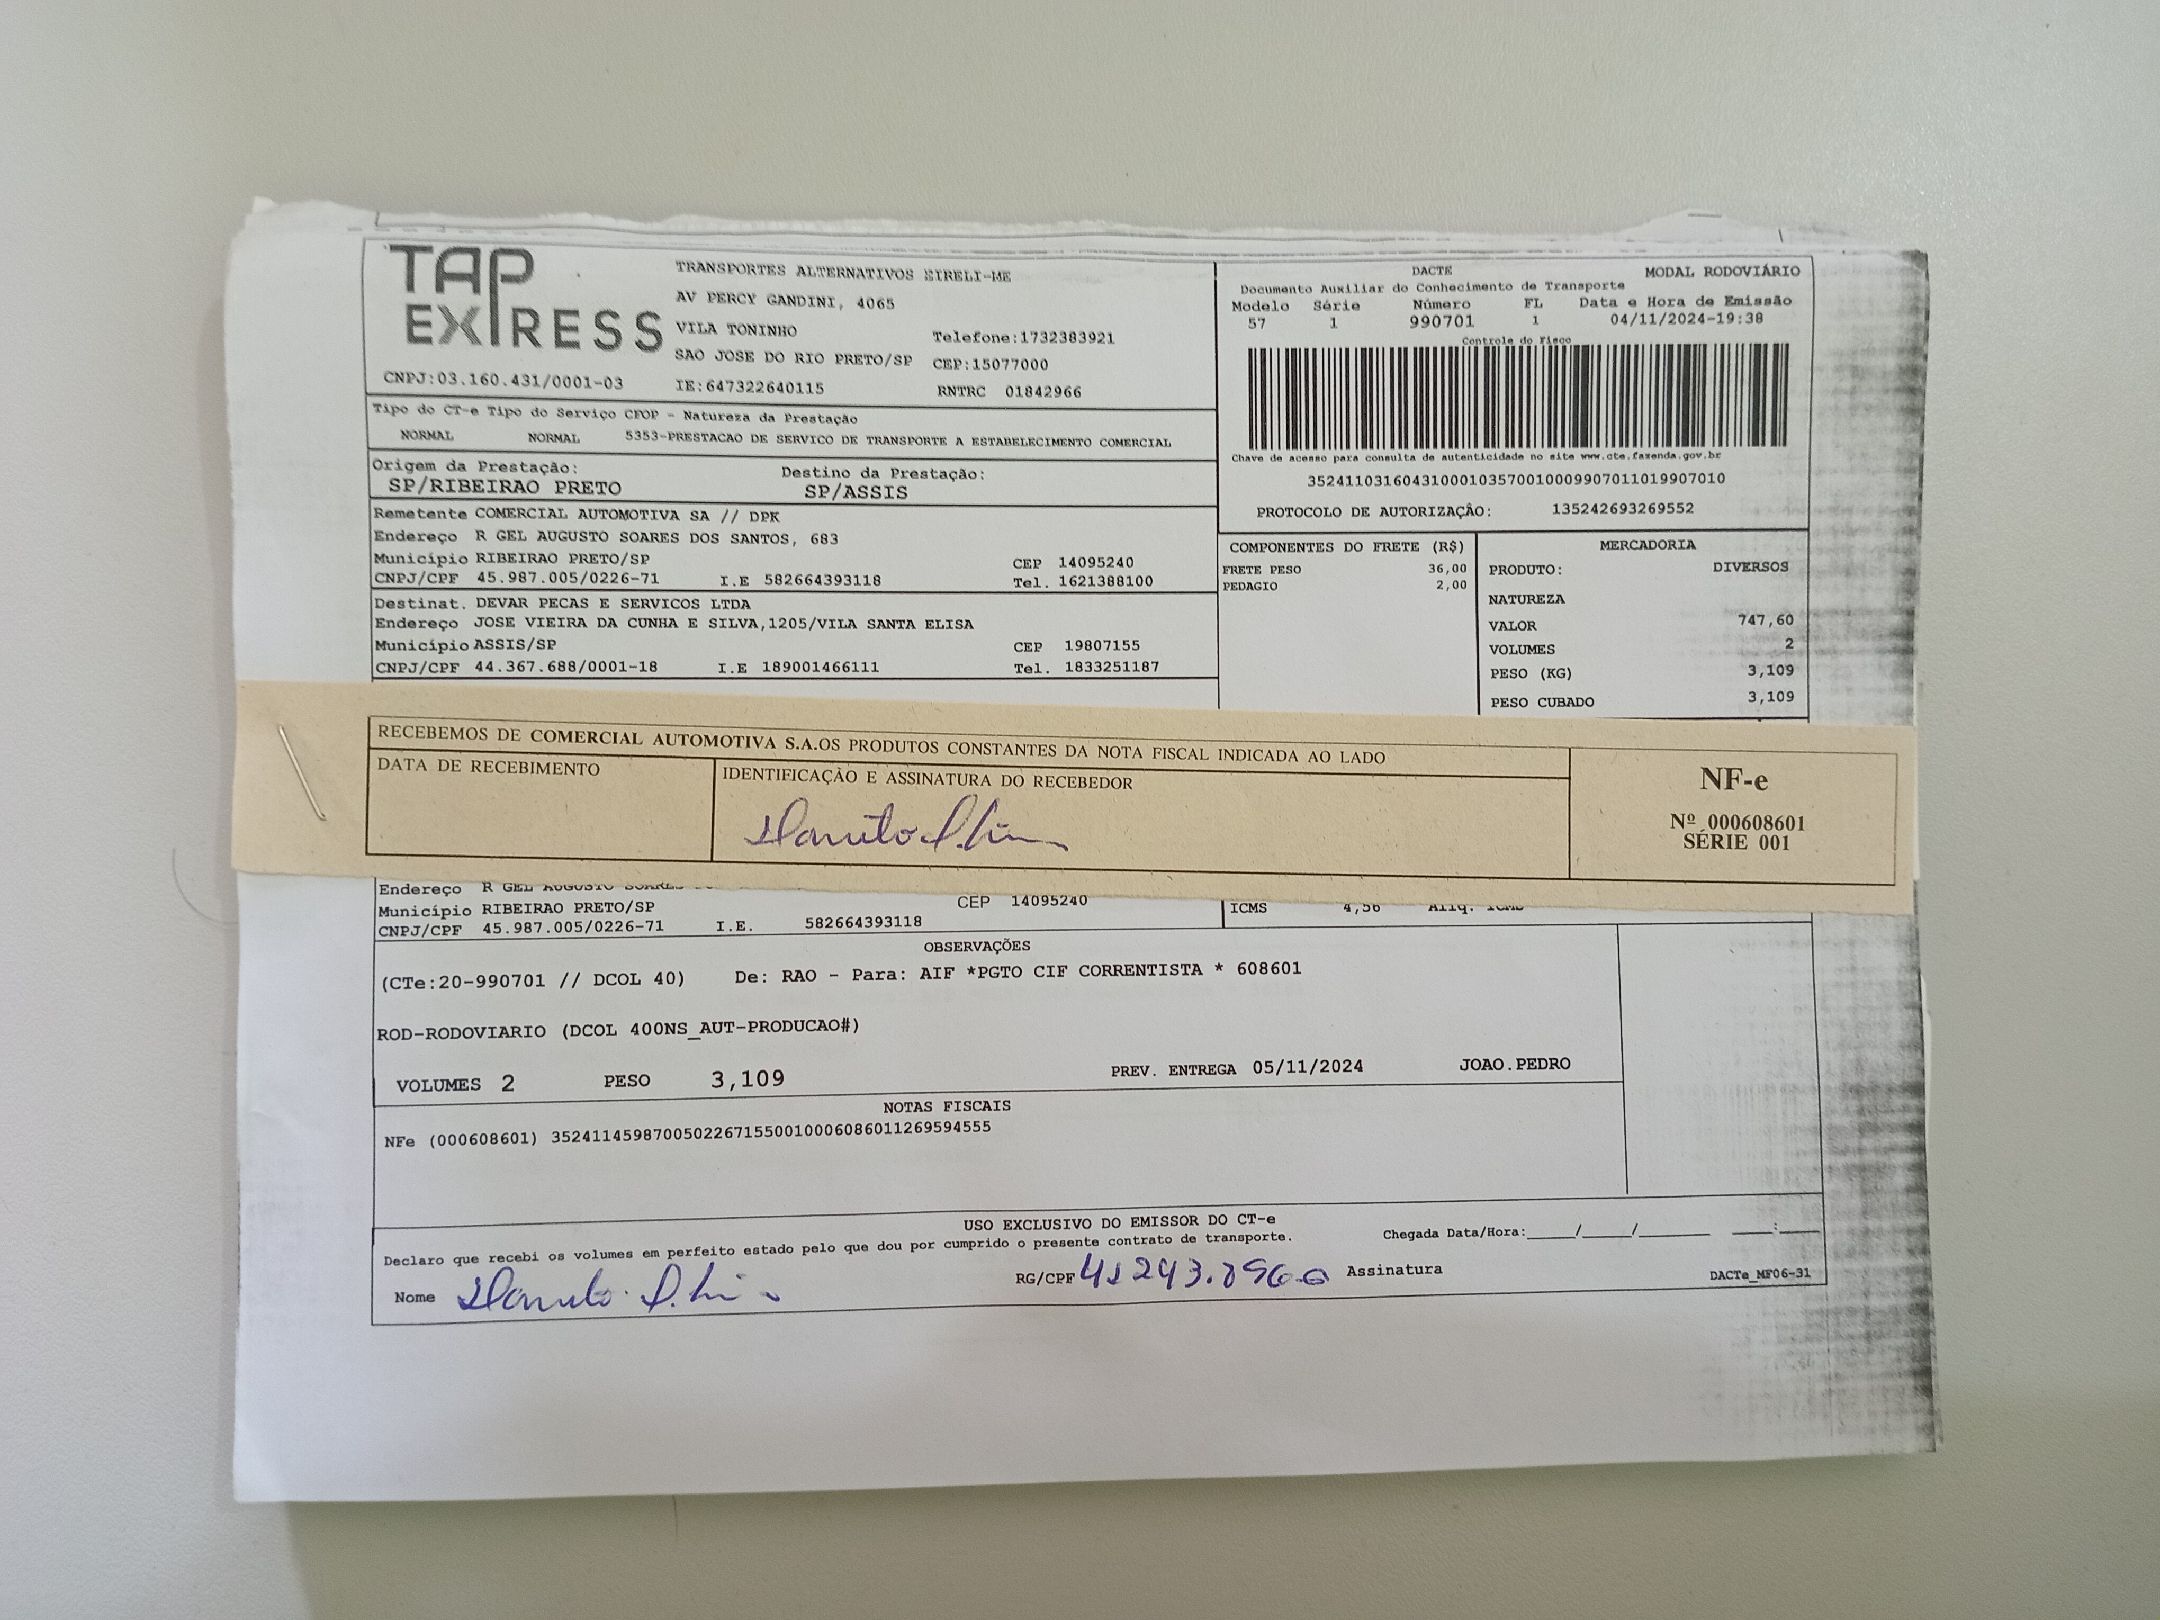 TAP
EXPRESS
CNPJ:03.160.431/0001-03
TRANSPORTES ALTERNATIVOS EIRELI-ME
AV PERCY GANDINI, 4065
VILA TONINHO Telefone:1732383921
SAO JOSE DO RIO PRETO/SP CEP:15077000
IE:647322640115 RNTRC 01842966
DACTE MODAL RODOVIÁRIO
Documento Auxiliar do Conhecimento de Transporte
Modelo Série Número FL Data e Hora de Emissão
57 1 990701 1 04/11/2024-19:38
Controle do Fisco
Chave de acesso para consulta de autenticidade no site www.cte.fazenda.gov.br
35241103160431000103570010009907011019907010
PROTOCOLO DE AUTORIZAÇÃO: 135242693269552
Tipo do CT-e Tipo do Serviço CFOP - Natureza da Prestação
NORMAL NORMAL 5353-PRESTACAO DE SERVICO DE TRANSPORTE A ESTABELECIMENTO COMERCIAL
Origem da Prestação: Destino da Prestação:
SP/RIBEIRAO PRETO SP/ASSIS
Remetente COMERCIAL AUTOMOTIVA SA // DPK
Endereço R GEL AUGUSTO SOARES DOS SANTOS, 683
Município RIBEIRAO PRETO/SP CEP 14095240
CNPJ/CPF 45.987.005/0226-71 I.E 582664393118 Tel. 1621388100
Destinat. DEVAR PECAS E SERVICOS LTDA
Endereço JOSE VIEIRA DA CUNHA E SILVA,1205/VILA SANTA ELISA
Município ASSIS/SP CEP 19807155
CNPJ/CPF 44.367.688/0001-18 I.E 189001466111 Tel. 1833251187
COMPONENTES DO FRETE (R$)
FRETE PESO 36,00
PEDAGIO 2,00
MERCADORIA
PRODUTO: DIVERSOS
NATUREZA
VALOR 747,60
VOLUMES 2
PESO (KG) 3,109
PESO CUBADO 3,109
RECEBEMOS DE COMERCIAL AUTOMOTIVA S.A.OS PRODUTOS CONSTANTES DA NOTA FISCAL INDICADA AO LADO
DATA DE RECEBIMENTO
IDENTIFICAÇÃO E ASSINATURA DO RECEBEDOR
NF-e
Nº 000608601
SÉRIE 001
Endereço R GEL AUGUSTO SOARES
Município RIBEIRAO PRETO/SP CEP 14095240
CNPJ/CPF 45.987.005/0226-71 I.E. 582664393118
ICMS 4,56 Aliq. ICMS
OBSERVAÇÕES
(CTe:20-990701 // DCOL 40) De: RAO - Para: AIF *PGTO CIF CORRENTISTA * 608601
ROD-RODOVIARIO (DCOL 400NS_AUT-PRODUCAO#)
VOLUMES 2 PESO 3,109 PREV. ENTREGA 05/11/2024 JOAO.PEDRO
NOTAS FISCAIS
NFe (000608601) 35241145987005022671550010006086011269594555
USO EXCLUSIVO DO EMISSOR DO CT-e
Declaro que recebi os volumes em perfeito estado pelo que dou por cumprido o presente contrato de transporte.
Chegada Data/Hora:_____/_____/_______ ____:____
Nome Danilo RG/CPF Assinatura
DACTe_MF06-31